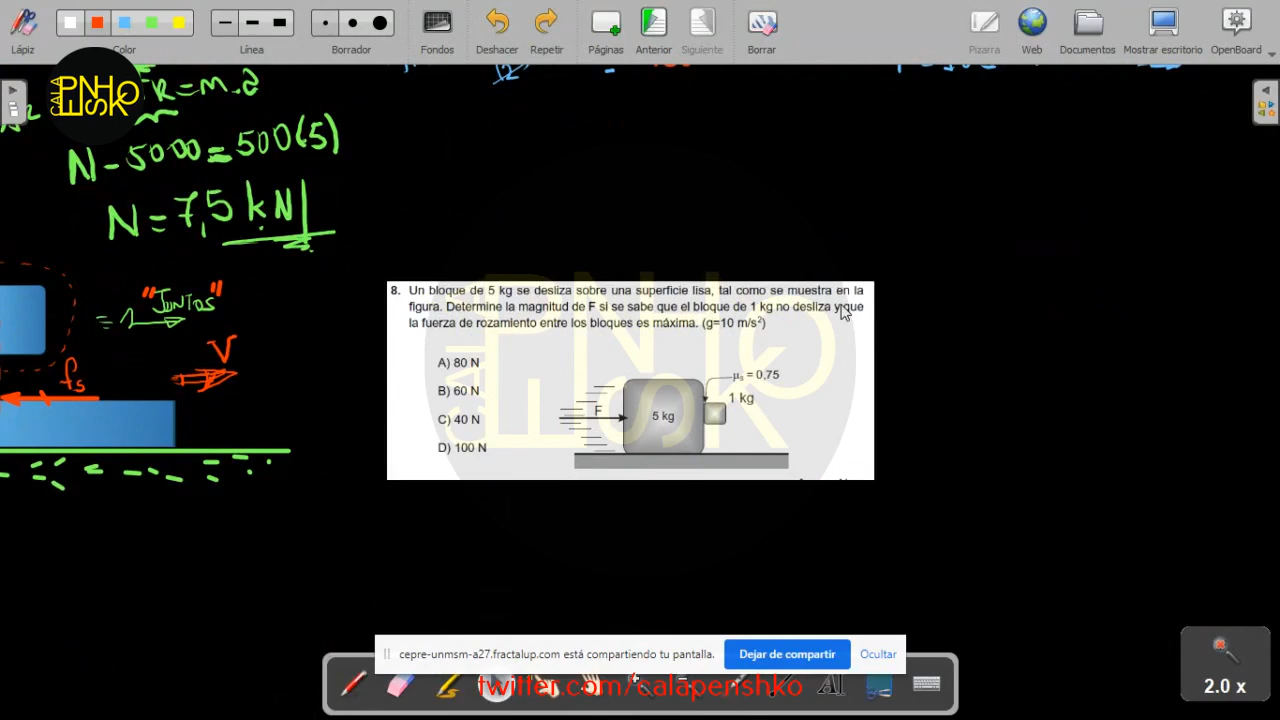 Lápiz
Color
Línea
Borrador
Fondos
Deshacer
Repetir
Páginas
Anterior
Siguiente
Borrar
Pizarra
Web
Documentos
Mostrar escritorio
OpenBoard
CALA
PNHO
FESK
R=m.a
N-5000=500(5)
N=7,5 kN
= "JUNTOS"
V
fs
8. Un bloque de 5 kg se desliza sobre una superficie lisa, tal como se muestra en la
figura. Determine la magnitud de F si se sabe que el bloque de 1 kg no desliza y que
la fuerza de rozamiento entre los bloques es máxima. (g=10 m/s²)
A) 80 N
B) 60 N
C) 40 N
D) 100 N
μs = 0,75
1 kg
F
5 kg
PNHO
FESK
cepre-unmsm-a27.fractalup.com está compartiendo tu pantalla.
Dejar de compartir
Ocultar
twitter.com/calapenshko
2.0 x